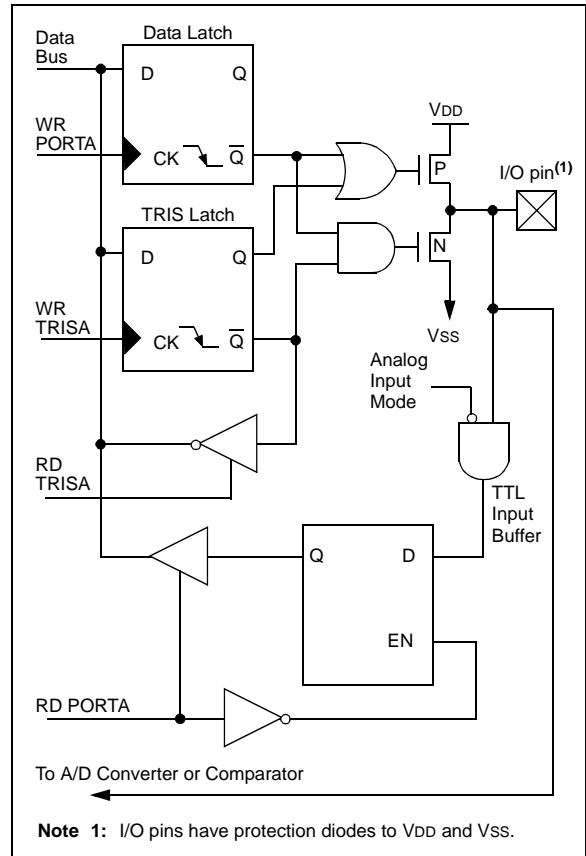 Data Bus
Data Latch
D
Q
WR PORTA
CK
Q
VDD
P
I/O pin(1)
TRIS Latch
D
Q
N
WR TRISA
CK
Q
VSS
Analog Input Mode
RD TRISA
TTL Input Buffer
Q
D
EN
RD PORTA
To A/D Converter or Comparator
Note 1: I/O pins have protection diodes to VDD and VSS.